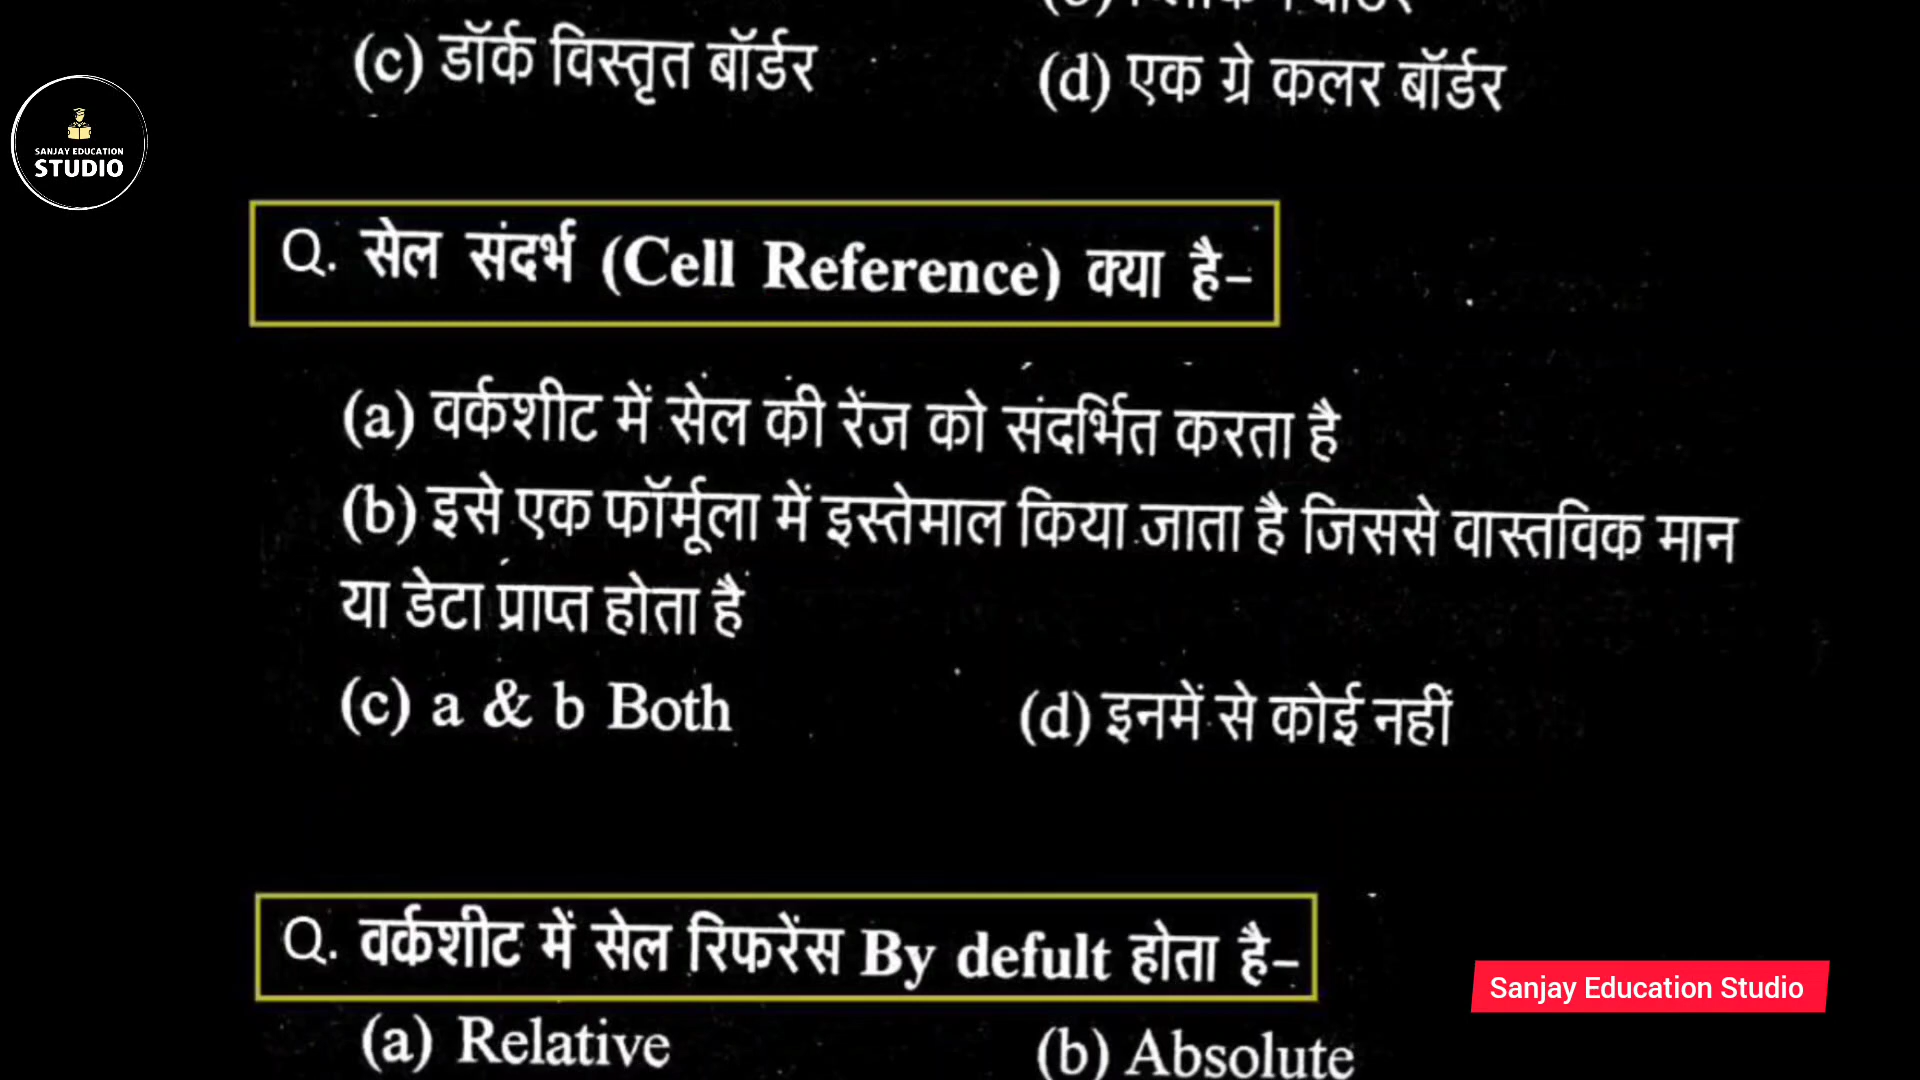 (c) डॉर्क विस्तृत बॉर्डर
(d) एक ग्रे कलर बॉर्डर
SANJAY EDUCATION
STUDIO
Q. सेल संदर्भ (Cell Reference) क्या है–
(a) वर्कशीट में सेल की रेंज को संदर्भित करता है
(b) इसे एक फॉर्मूला में इस्तेमाल किया जाता है जिससे वास्तविक मान
या डेटा प्राप्त होता है
(c) a & b Both
(d) इनमें से कोई नहीं
Q. वर्कशीट में सेल रिफरेंस By defult होता है–
Sanjay Education Studio
(a) Relative
(b) Absolute